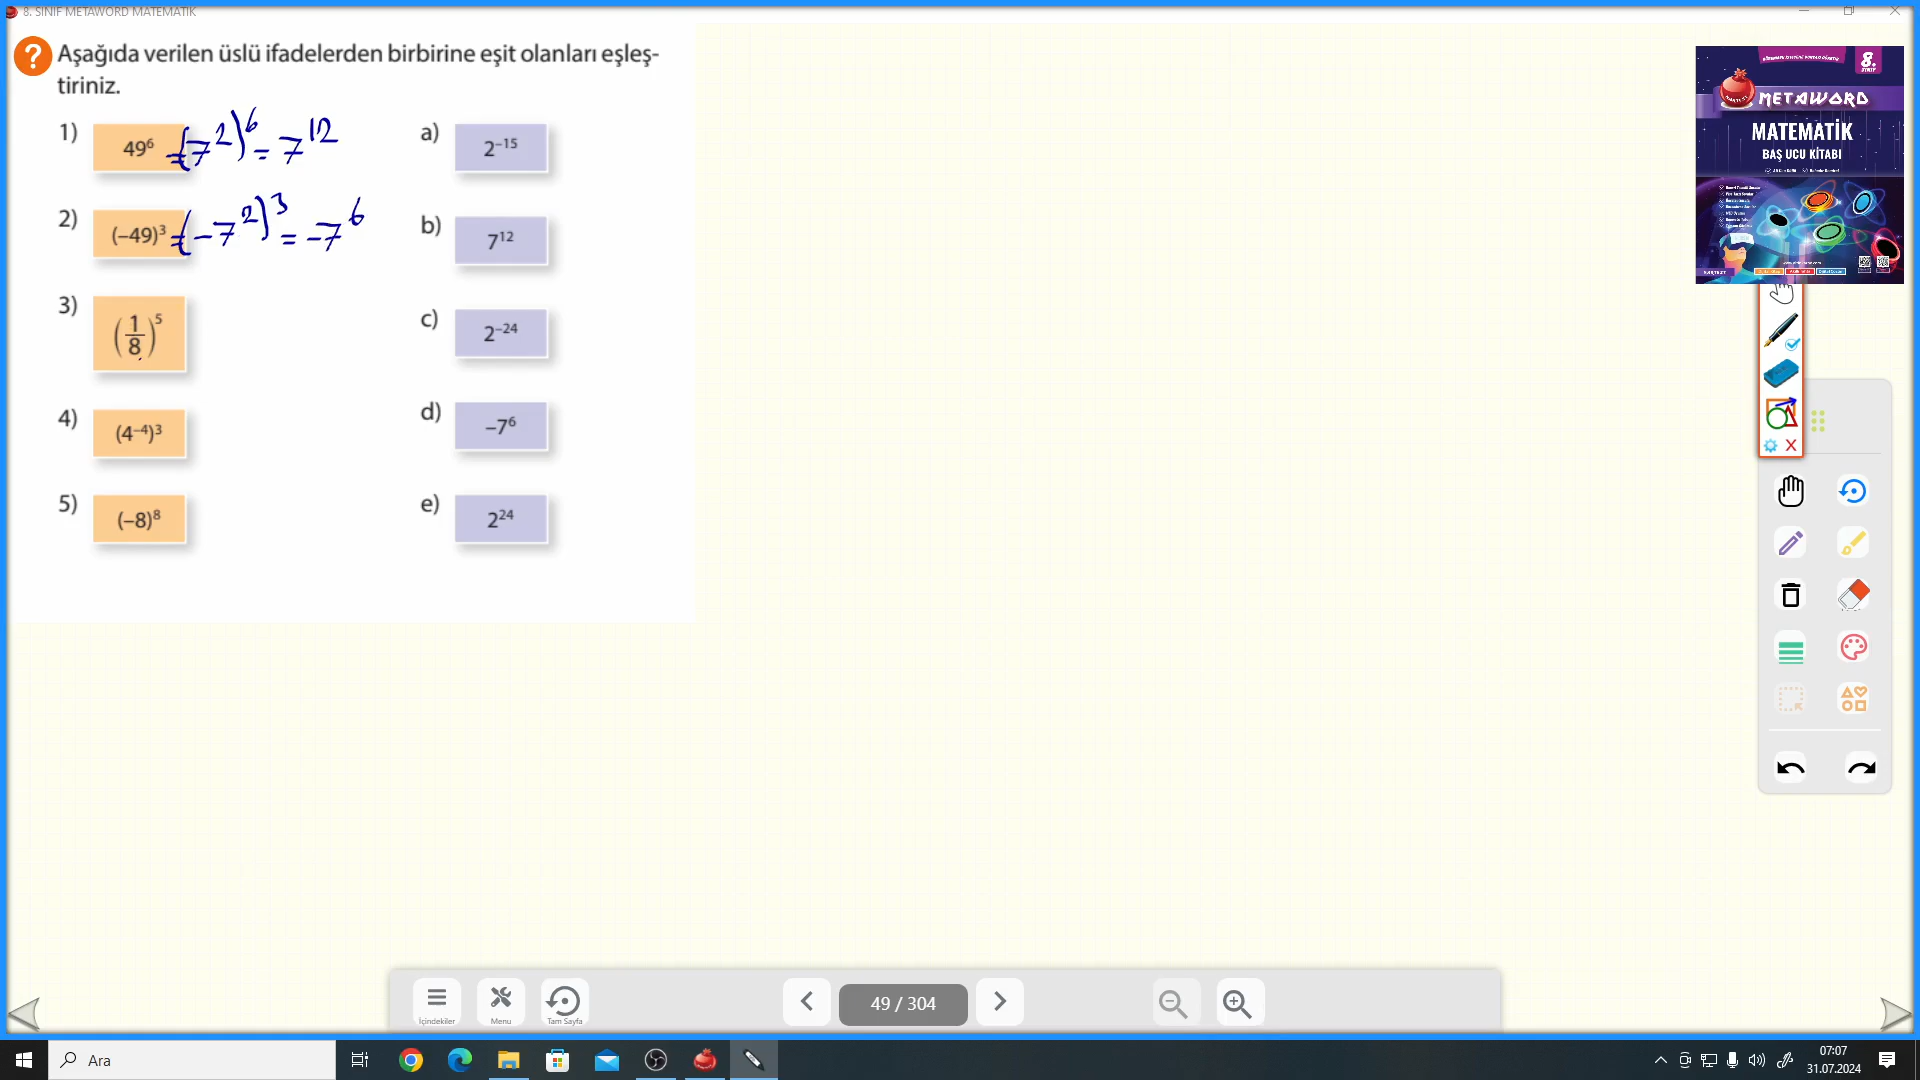 8. SINIF METAWORD MATEMATİK
? Aşağıda verilen üslü ifadelerden birbirine eşit olanları eşleş-
tiriniz.
1) 49⁶ = (7²)⁶ = 7¹²
a) 2⁻¹⁵
2) (–49)³ = (–7²)³ = –7⁶
b) 7¹²
3) (1/8)⁵
c) 2⁻²⁴
4) (4⁻⁴)³
d) –7⁶
5) (–8)⁸
e) 2²⁴
8. SINIF
METAWORD
MATEMATİK
BAŞ UCU KİTABI
İçindekiler
Menu
Tam Sayfa
49 / 304
Ara
07:07
31.07.2024